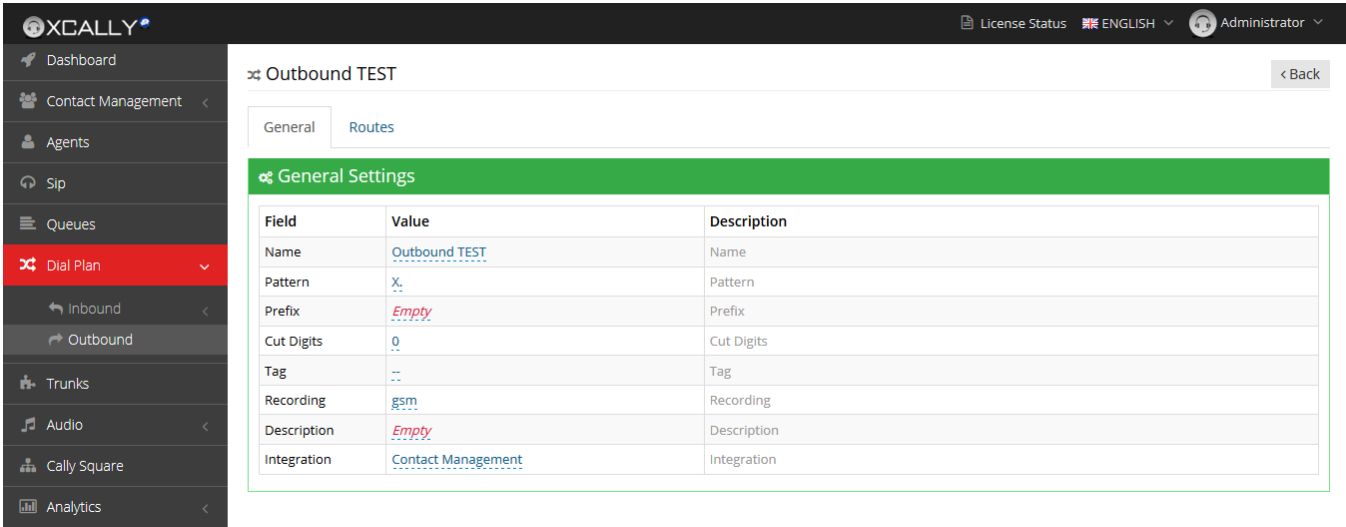 XCALLY
License Status ENGLISH Administrator
Dashboard
Contact Management
Agents
Sip
Queues
Dial Plan
Inbound
Outbound
Trunks
Audio
Cally Square
Analytics
Outbound TEST
< Back
General Routes
General Settings
Field Value Description
Name Outbound TEST Name
Pattern X. Pattern
Prefix Empty Prefix
Cut Digits 0 Cut Digits
Tag -- Tag
Recording gsm Recording
Description Empty Description
Integration Contact Management Integration